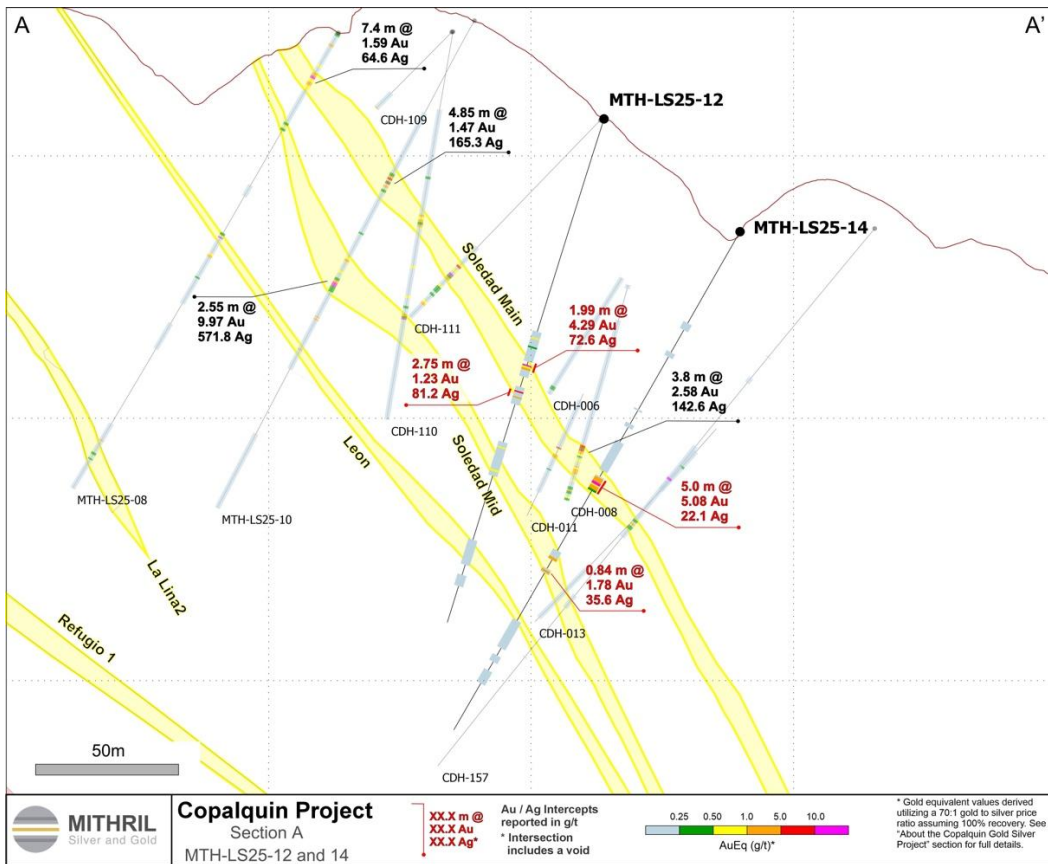 A
A'
7.4 m @
1.59 Au
64.6 Ag
CDH-109
4.85 m @
1.47 Au
165.3 Ag
MTH-LS25-12
MTH-LS25-14
Soledad Main
2.55 m @
9.97 Au
571.8 Ag
CDH-111
1.99 m @
4.29 Au
72.6 Ag
2.75 m @
1.23 Au
81.2 Ag
3.8 m @
2.58 Au
142.6 Ag
CDH-006
CDH-110
Leon
Soledad Mid
MTH-LS25-08
MTH-LS25-10
CDH-011
CDH-008
5.0 m @
5.08 Au
22.1 Ag
La Lina2
0.84 m @
1.78 Au
35.6 Ag
Refugio 1
CDH-013
50m
CDH-157
MITHRIL
Silver and Gold
Copalquin Project
Section A
MTH-LS25-12 and 14
XX.X m @
XX.X Au
XX.X Ag*
Au / Ag Intercepts
reported in g/t
* Intersection
includes a void
0.25 0.50 1.0 5.0 10.0
AuEq (g/t)*
* Gold equivalent values derived
utilizing a 70:1 gold to silver price
ratio assuming 100% recovery. See
"About the Copalquin Gold Silver
Project" section for full details.